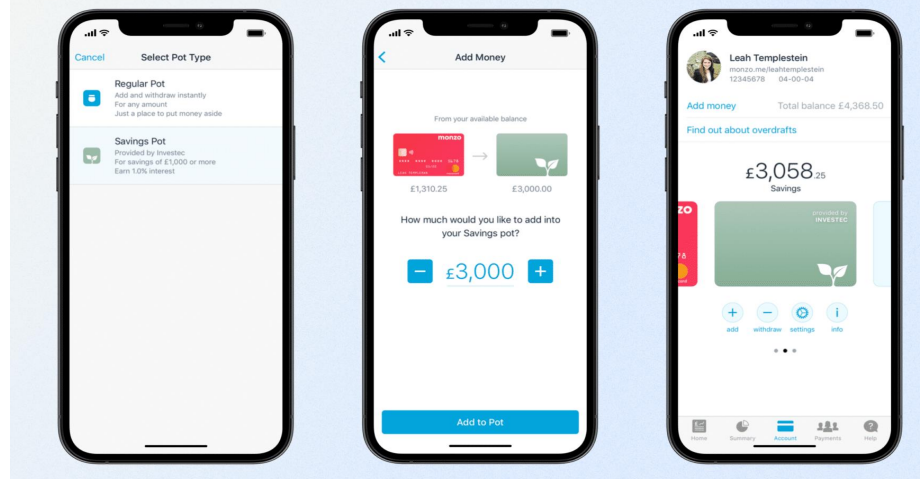 Cancel
Select Pot Type
Regular Pot
Add and withdraw instantly
For any amount
Just a place to put money aside
Savings Pot
Provided by Investec
For savings of £1,000 or more
Earn 1.0% interest
Add Money
From your available balance
monzo
£1,310.25
£3,000.00
How much would you like to add into
your Savings pot?
£3,000
Add to Pot
Leah Templestein
monzo.me/leahtemplestein
12345678 04-00-04
Add money
Total balance £4,368.50
Find out about overdrafts
£3,058.25
Savings
zo
provided by
INVESTEC
add
withdraw
settings
info
Home
Summary
Account
Payments
Help